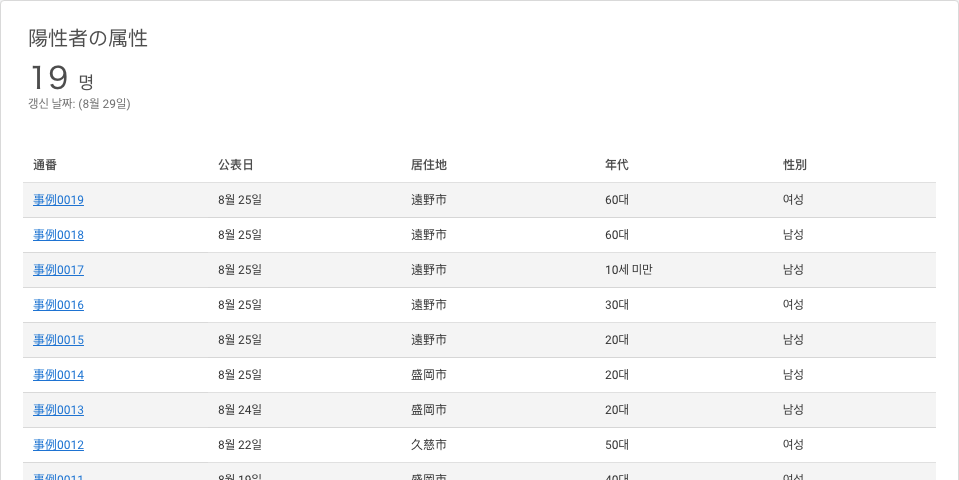 陽性者の属性
19 명
갱신 날짜: (8월 29일)
通番 公表日 居住地 年代 性別
事例0019 8월 25일 遠野市 60대 여성
事例0018 8월 25일 遠野市 60대 남성
事例0017 8월 25일 遠野市 10세 미만 남성
事例0016 8월 25일 遠野市 30대 여성
事例0015 8월 25일 遠野市 20대 남성
事例0014 8월 25일 盛岡市 20대 남성
事例0013 8월 24일 盛岡市 20대 남성
事例0012 8월 22일 久慈市 50대 여성
事例0011 8월 19일 盛岡市 40대 여성